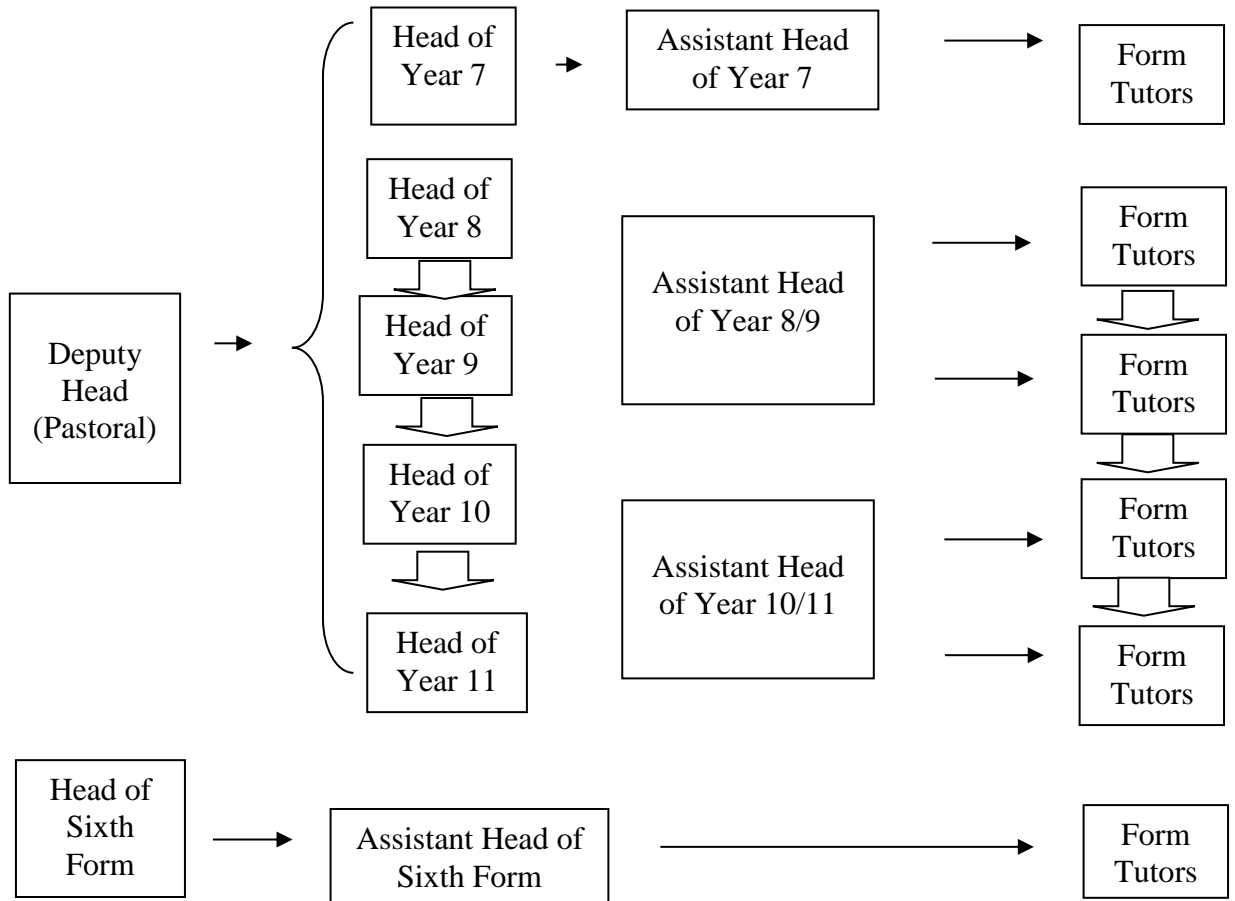 Head of
Year 7
Assistant Head
of Year 7
Form
Tutors
Head of
Year 8
Form
Tutors
Assistant Head
of Year 8/9
Deputy
Head
(Pastoral)
Head of
Year 9
Form
Tutors
Head of
Year 10
Form
Tutors
Assistant Head
of Year 10/11
Head of
Year 11
Form
Tutors
Head of
Sixth
Form
Assistant Head of
Sixth Form
Form
Tutors